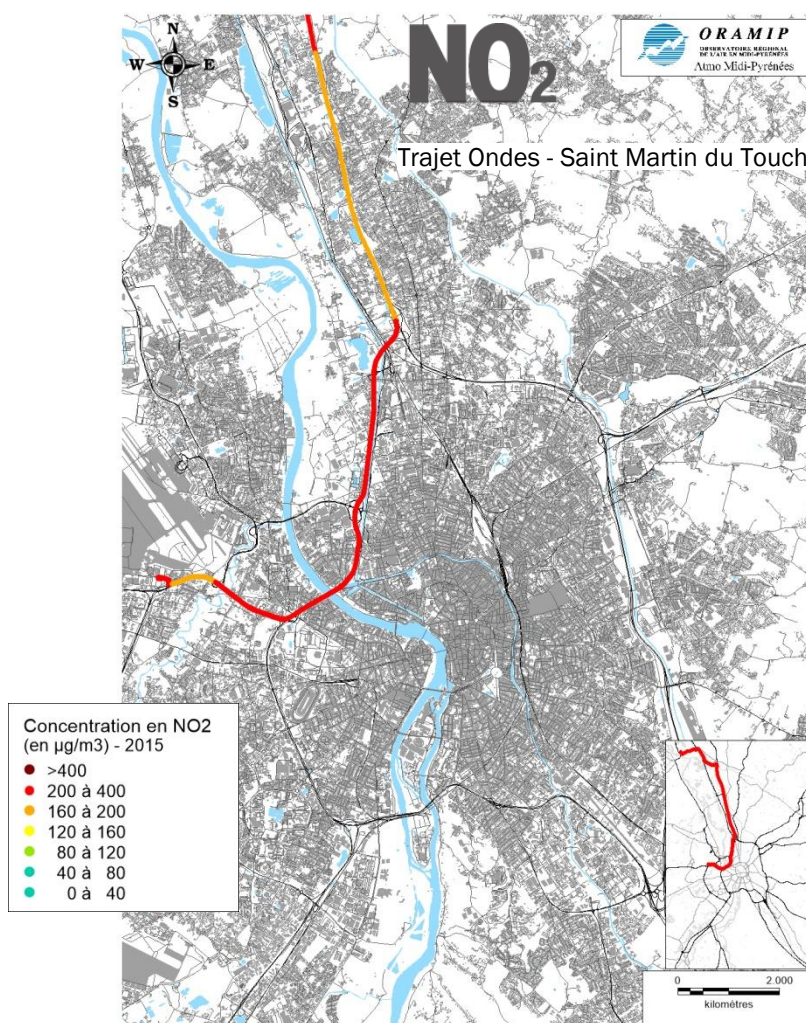 N
W E
S
NO2
ORAMIP
OBSERVATOIRE RÉGIONAL
DE L'AIR EN MIDI-PYRÉNÉES
Atmo Midi-Pyrénées
Trajet Ondes - Saint Martin du Touch
Concentration en NO2
(en µg/m3) - 2015
>400
200 à 400
160 à 200
120 à 160
80 à 120
40 à 80
0 à 40
0 2.000
kilomètres